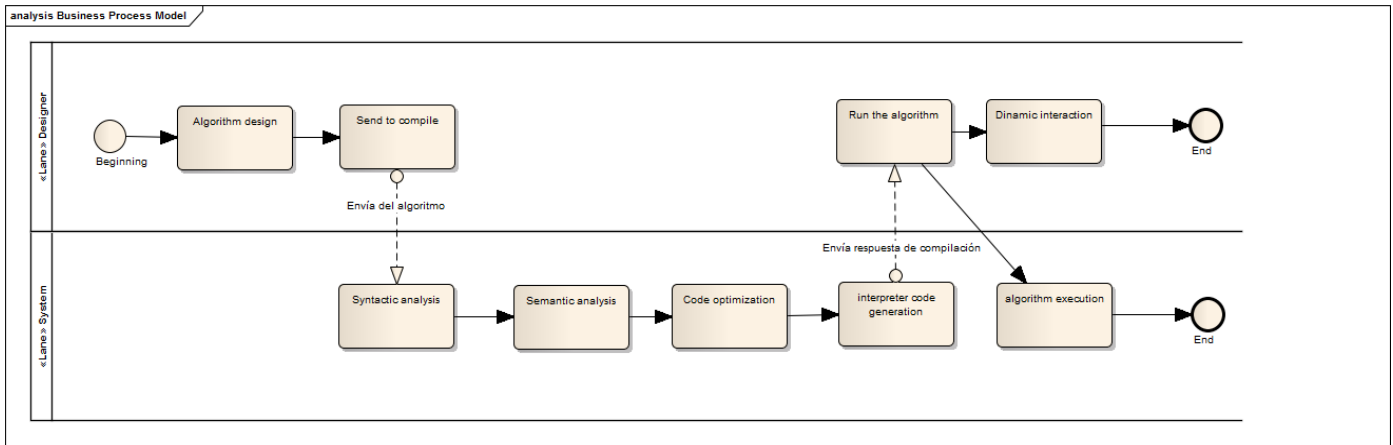 analysis Business Process Model
«Lane» Designer
Beginning
Algorithm design
Send to compile
Run the algorithm
Dinamic interaction
End
Envía del algoritmo
Envía respuesta de compilación
«Lane» System
Syntactic analysis
Semantic analysis
Code optimization
interpreter code
generation
algorithm execution
End